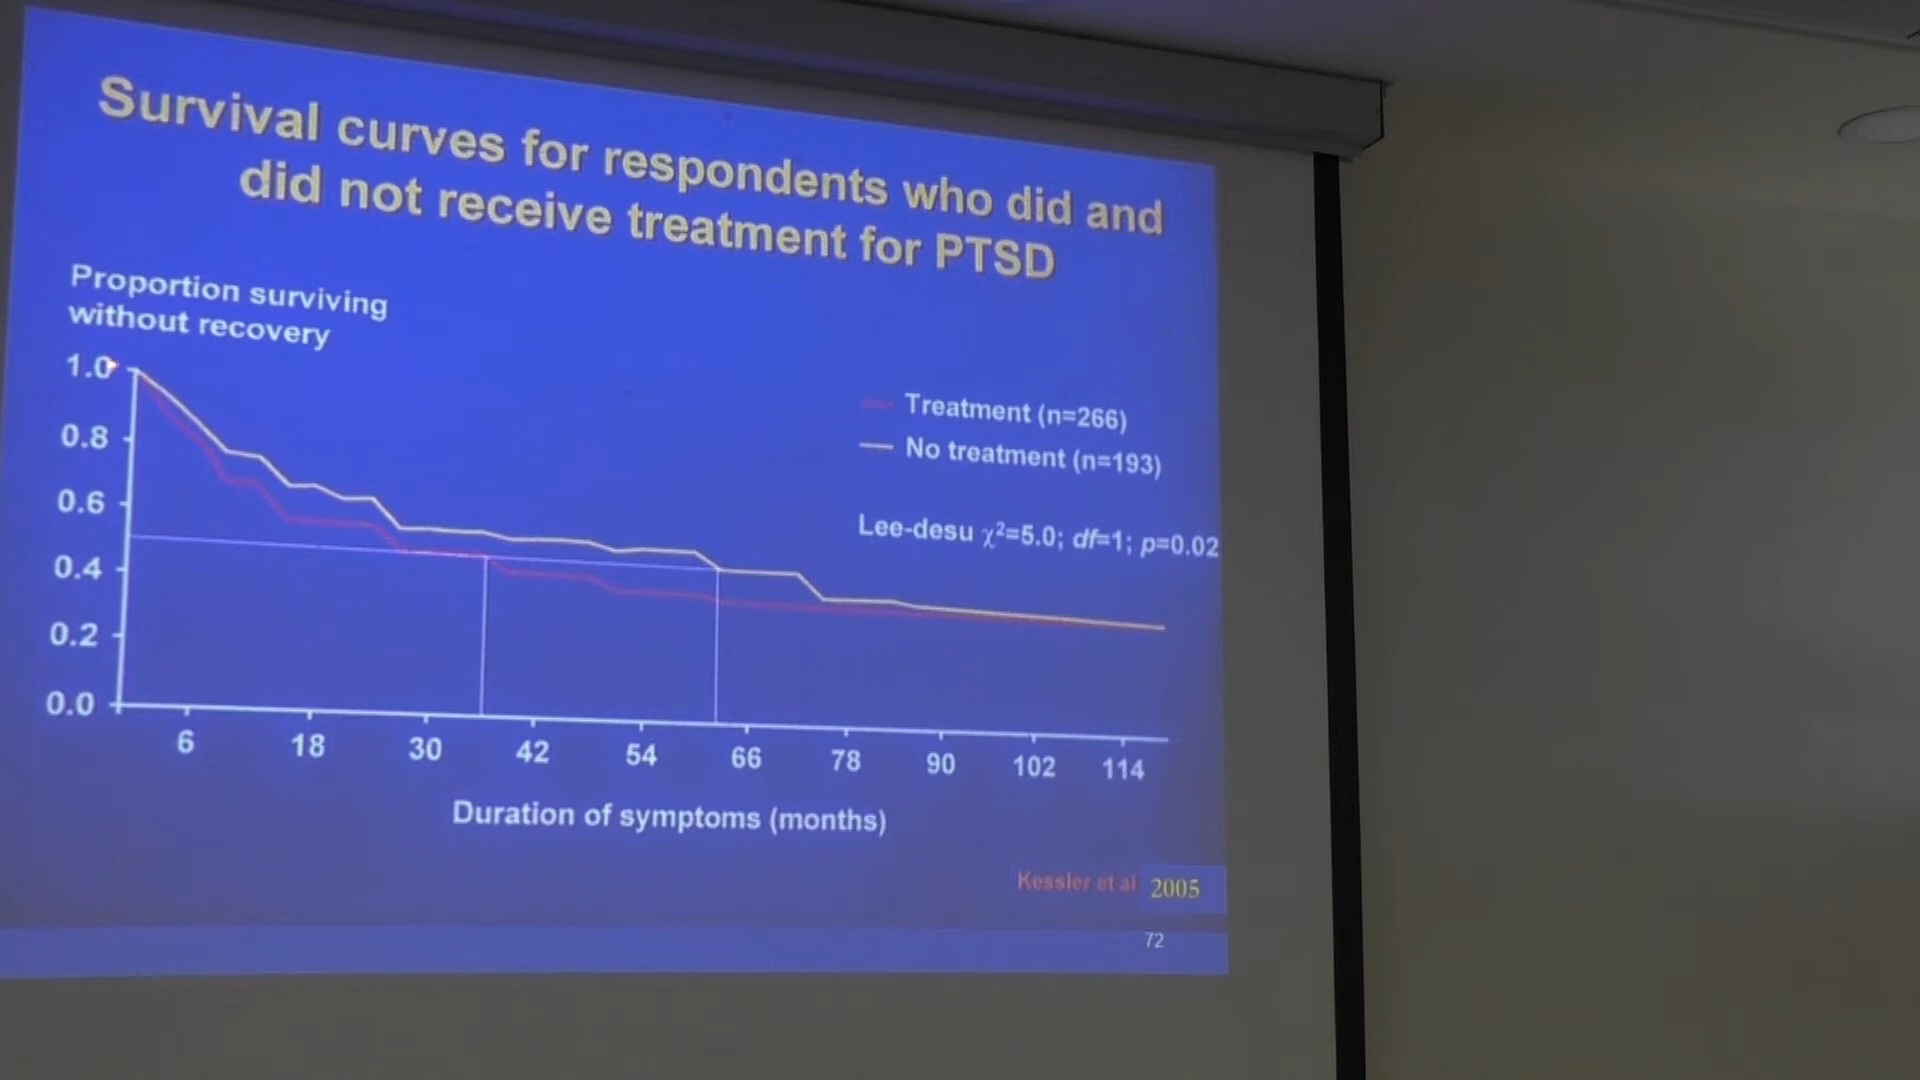 Survival curves for respondents who did and
did not receive treatment for PTSD
Proportion surviving
without recovery
1.0
0.8
0.6
0.4
0.2
0.0
Treatment (n=266)
No treatment (n=193)
Lee-desu χ²=5.0; df=1; p=0.02
6 18 30 42 54 66 78 90 102 114
Duration of symptoms (months)
Kessler et al 2005
72